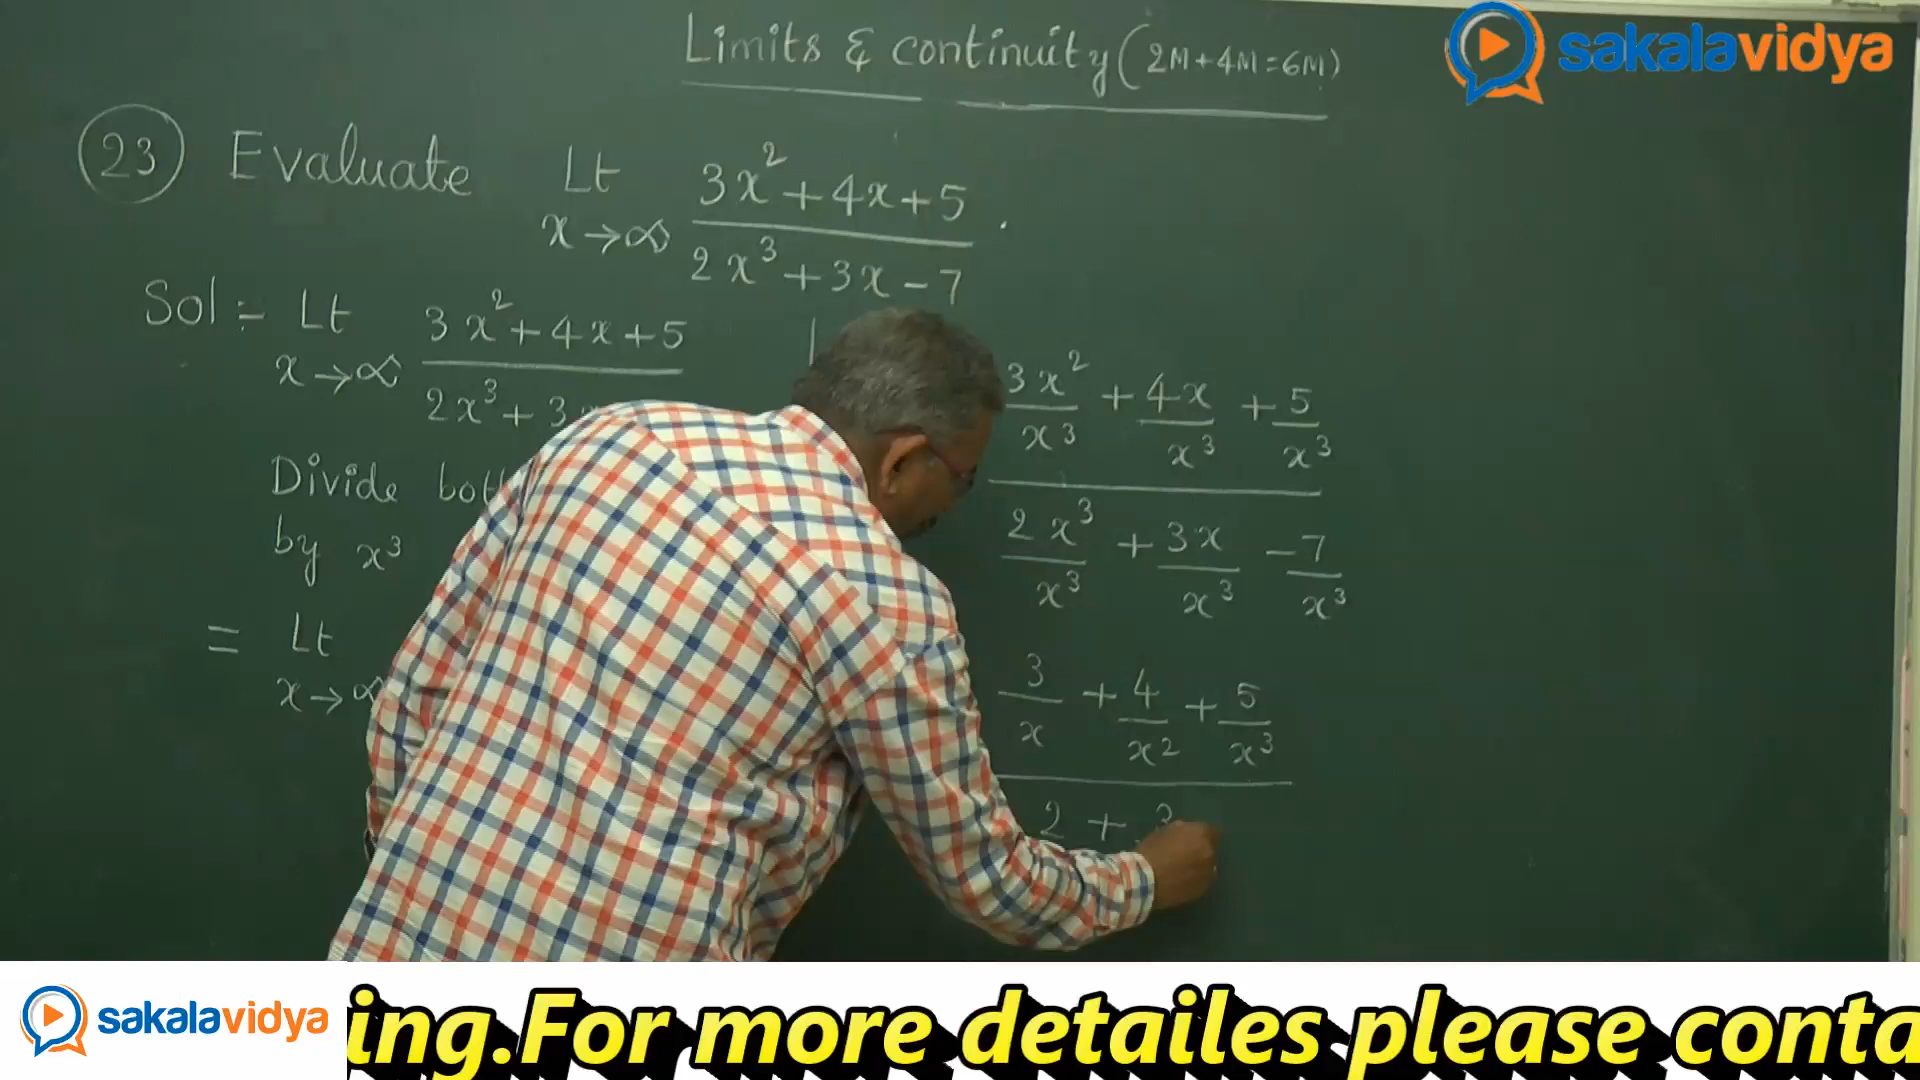 Limits & continuity (2M+4M=6M)
sakalavidya
23 Evaluate Lt x→∞ 3x²+4x+5 / 2x³+3x-7 .
Sol:- Lt x→∞ 3x²+4x+5 / 2x³+3
Divide
by x³
= Lt x→∞
3x²/x³ + 4x/x³ + 5/x³
2x³/x³ + 3x/x³ - 7/x³
3/x + 4/x² + 5/x³
2 +
sakalavidya
ing.For more detailes please conta